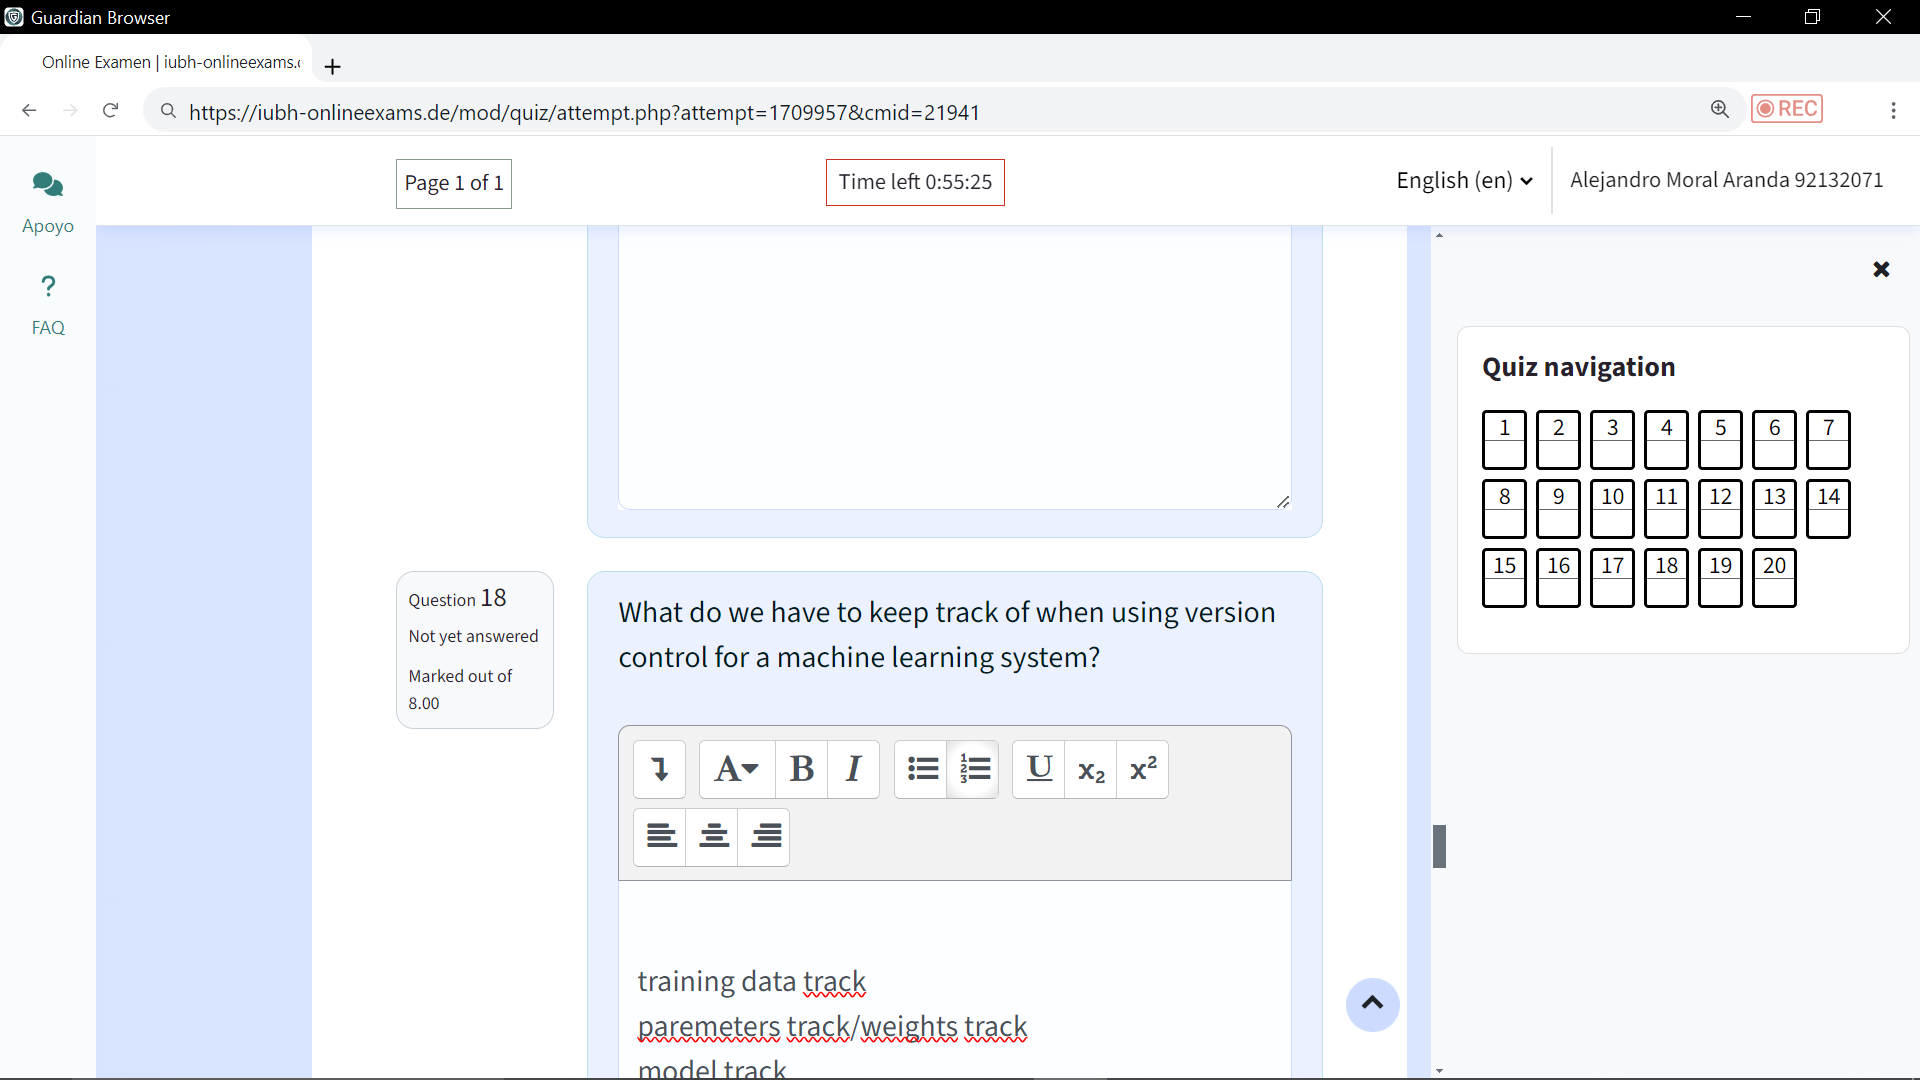 Guardian Browser
Online Examen | iubh-onlineexams.
https://iubh-onlineexams.de/mod/quiz/attempt.php?attempt=1709957&cmid=21941
REC
Page 1 of 1
Time left 0:55:25
English (en)
Alejandro Moral Aranda 92132071
Apoyo
?
FAQ
Quiz navigation
1 2 3 4 5 6 7
8 9 10 11 12 13 14
15 16 17 18 19 20
Question 18
Not yet answered
Marked out of
8.00
What do we have to keep track of when using version
control for a machine learning system?
A B I
U x₂ x²
training data track
paremeters track/weights track
model track